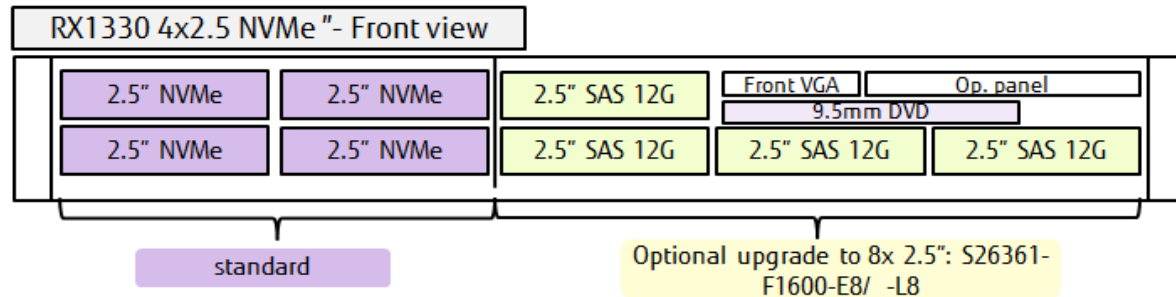 RX1330 4x2.5 NVMe "- Front view
2.5" NVMe 2.5" NVMe 2.5" SAS 12G Front VGA Op. panel
9.5mm DVD
2.5" NVMe 2.5" NVMe 2.5" SAS 12G 2.5" SAS 12G 2.5" SAS 12G
standard
Optional upgrade to 8x 2.5": S26361-
F1600-E8/ -L8